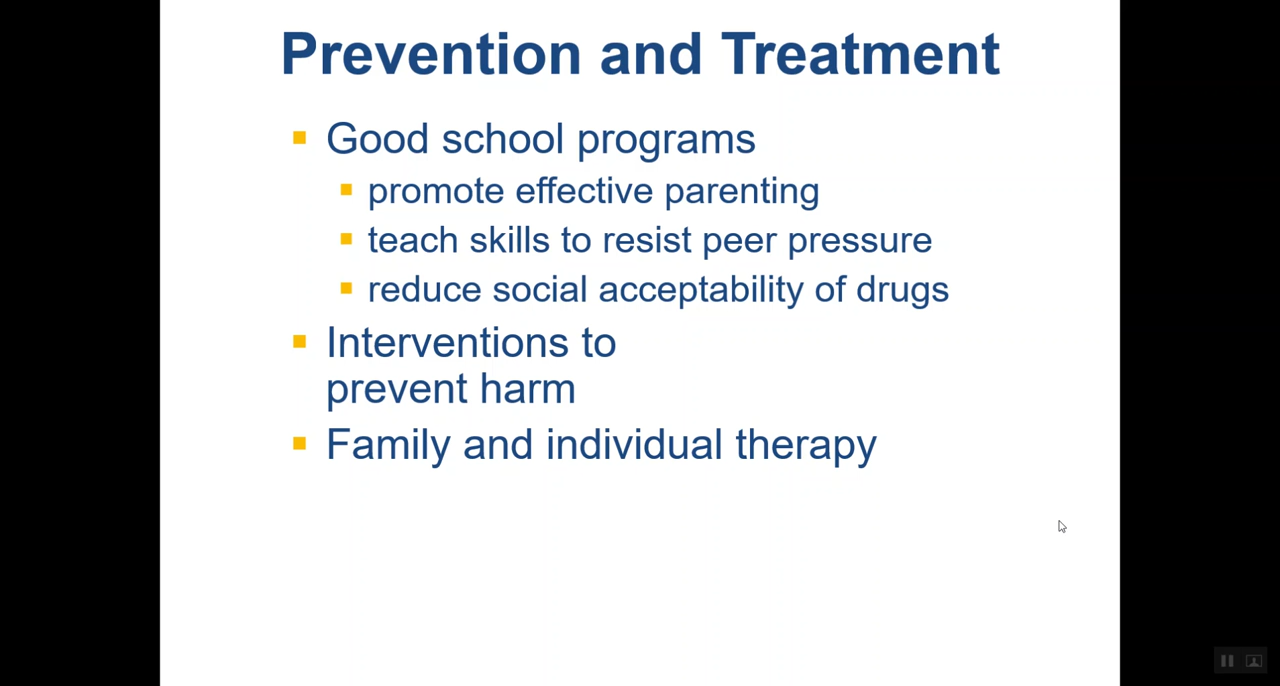 Prevention and Treatment
Good school programs
promote effective parenting
teach skills to resist peer pressure
reduce social acceptability of drugs
Interventions to
prevent harm
Family and individual therapy